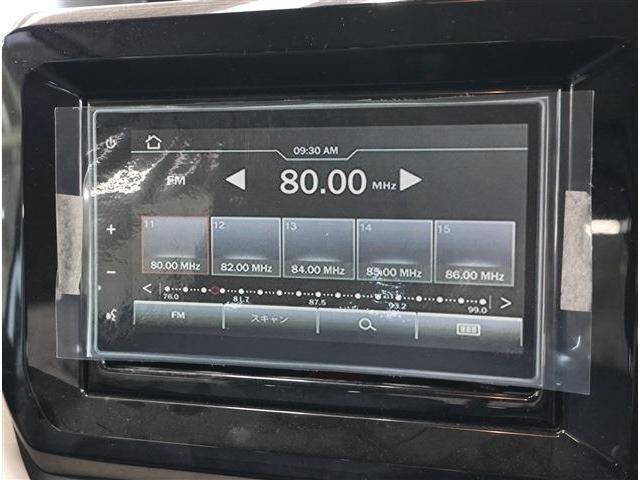 09:30 AM
FM 80.00 MHz
11 12 13 14 15
80.00 MHz 82.00 MHz 84.00 MHz 85.00 MHz 86.00 MHz
< 76.0 81.7 87.5 93.2 99.0 >
FM スキャン